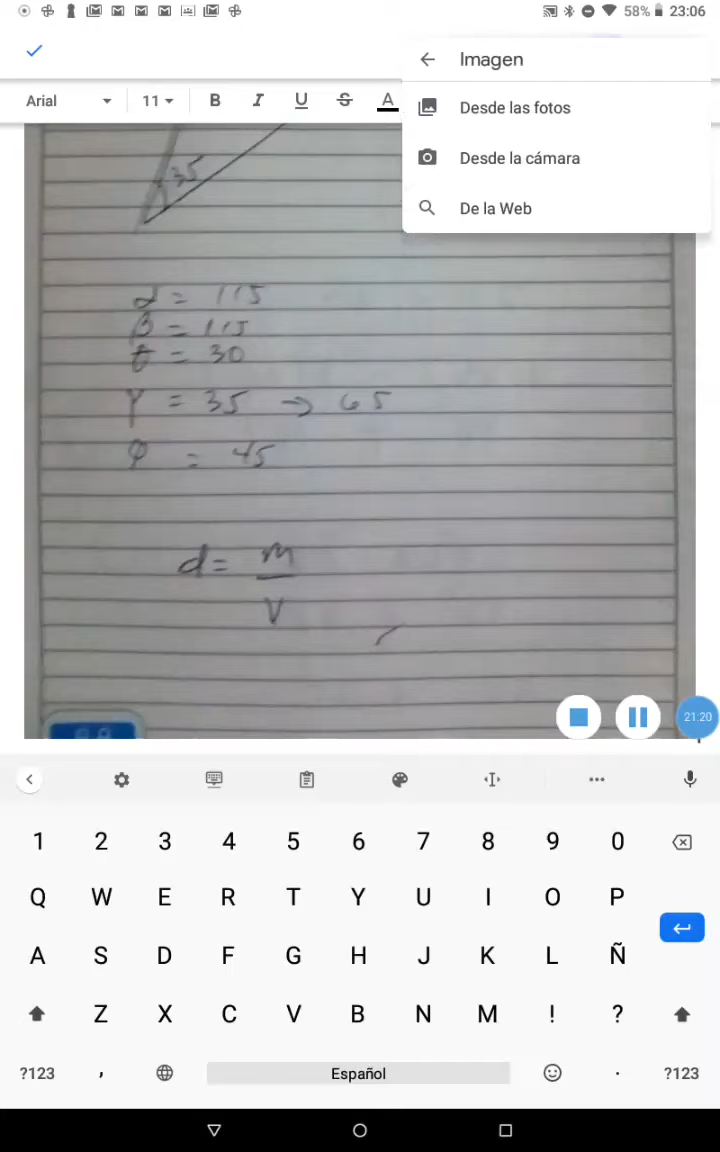 58% 23:06
Imagen
Arial 11 B I U S A
Desde las fotos
Desde la cámara
De la Web
35
α = 115
β = 115
t = 30
γ = 35 → 65
φ = 45
d = m
V
21:20
1 2 3 4 5 6 7 8 9 0
Q W E R T Y U I O P
A S D F G H J K L Ñ
Z X C V B N M ! ?
?123 , Español . ?123